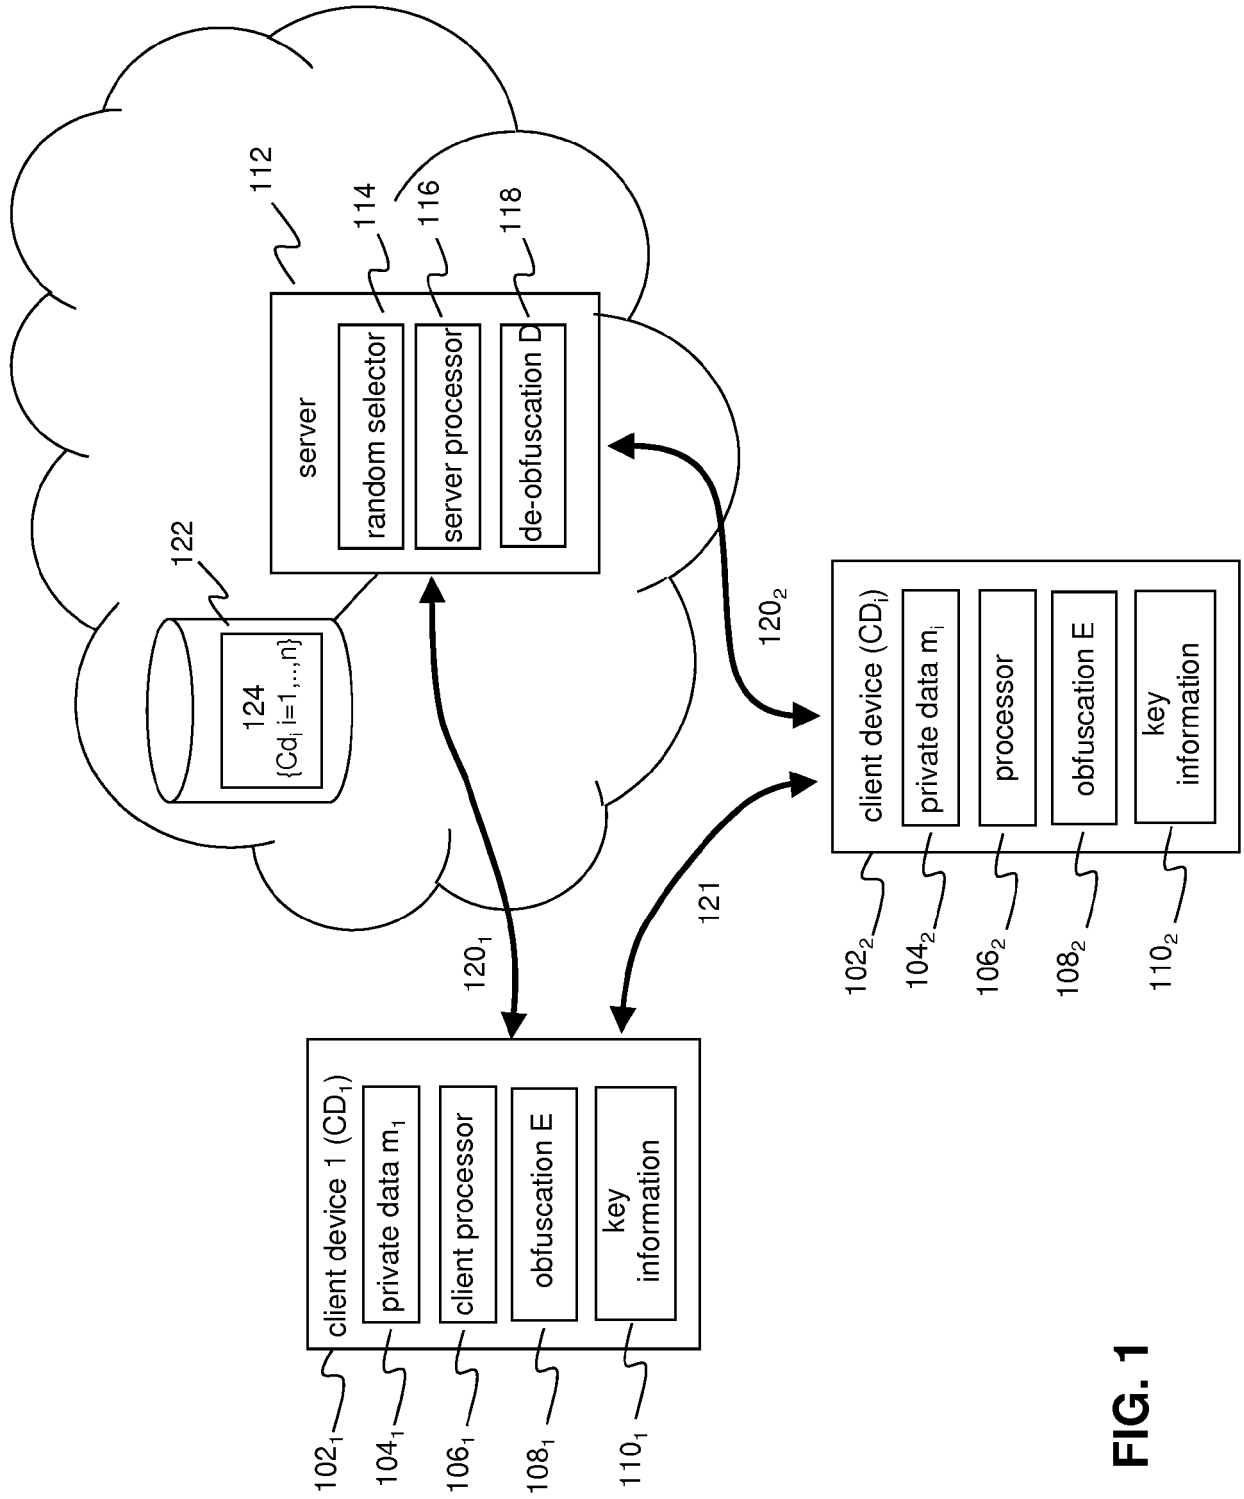 112
server
random selector
114
server processor
116
de-obfuscation D
118
122
124
{Cd_i i=1,..,n}
120₁
120₂
121
client device 1 (CD₁)
102₁
private data m₁
104₁
client processor
106₁
obfuscation E
108₁
key
information
110₁
client device (CDᵢ)
102₂
private data mᵢ
104₂
processor
106₂
obfuscation E
108₂
key
information
110₂
FIG. 1